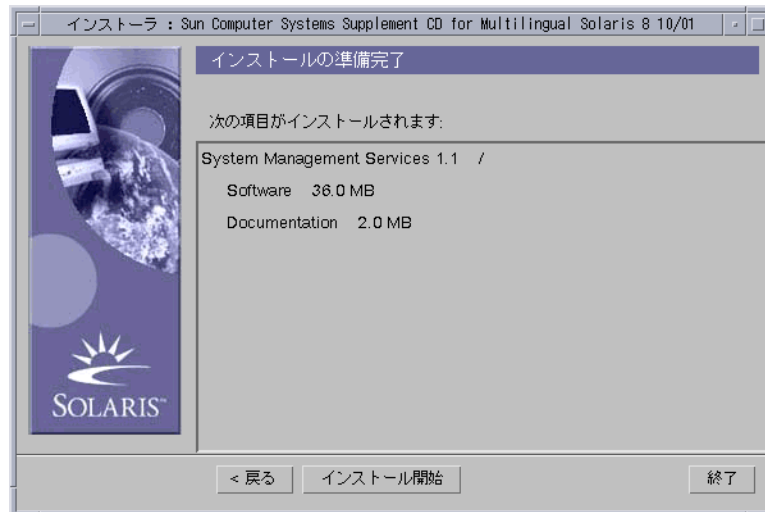 インストーラ : Sun Computer Systems Supplement CD for Multilingual Solaris 8 10/01
インストールの準備完了
次の項目がインストールされます:
System Management Services 1.1 /
Software 36.0 MB
Documentation 2.0 MB
SOLARIS™
< 戻る
インストール開始
終了